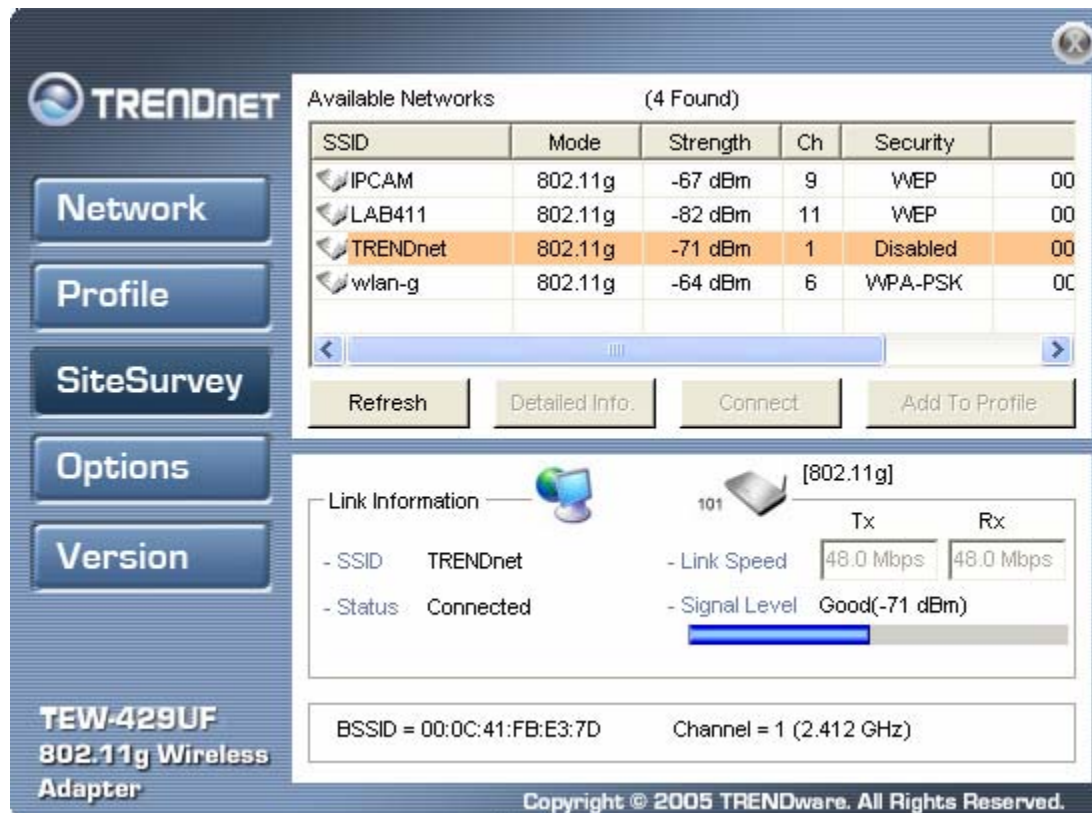 TRENDNET
Network
Profile
SiteSurvey
Options
Version
TEW-429UF
802.11g Wireless
Adapter
Available Networks (4 Found)
SSID Mode Strength Ch Security
IPCAM 802.11g -67 dBm 9 WEP 00
LAB411 802.11g -82 dBm 11 WEP 00
TRENDnet 802.11g -71 dBm 1 Disabled 00
wlan-g 802.11g -64 dBm 6 WPA-PSK 00
Refresh Detailed Info. Connect Add To Profile
Link Information 101 [802.11g]
Tx Rx
- SSID TRENDnet - Link Speed 48.0 Mbps 48.0 Mbps
- Status Connected - Signal Level Good(-71 dBm)
BSSID = 00:0C:41:FB:E3:7D Channel = 1 (2.412 GHz)
Copyright © 2005 TRENDware. All Rights Reserved.